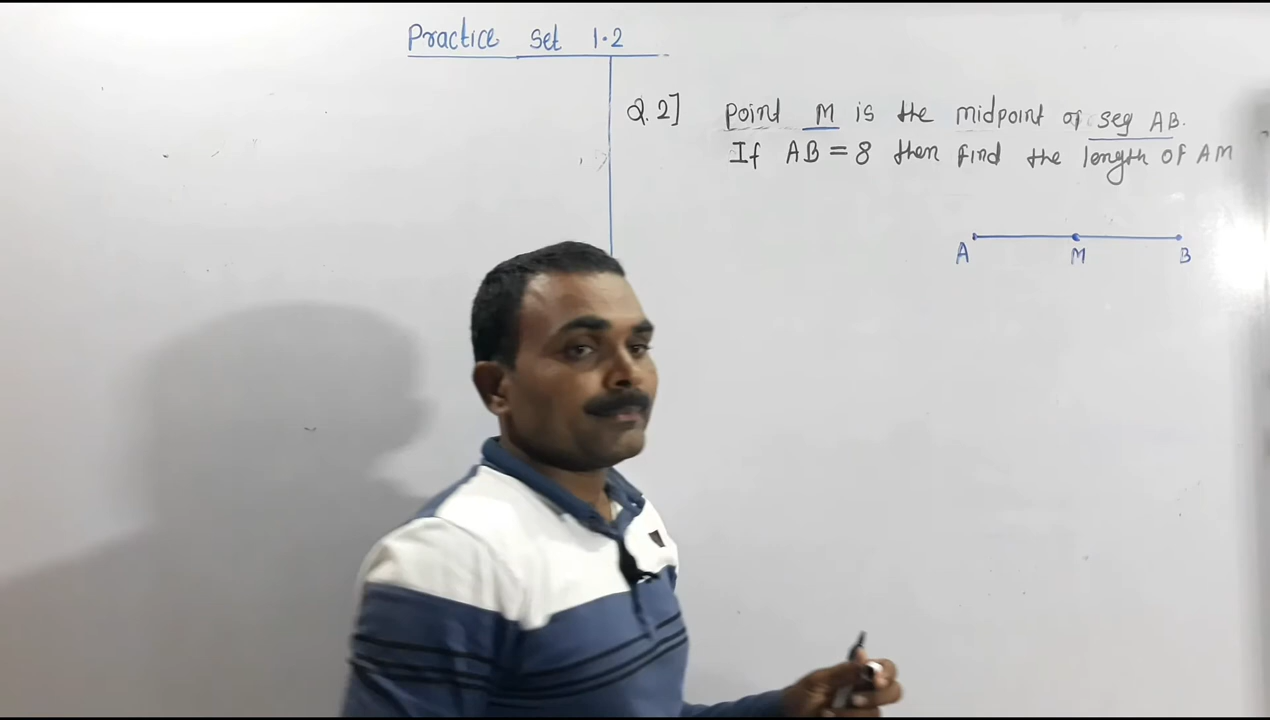 Practice Set 1.2
Q.2] Point M is the midpoint of seg AB.
If AB = 8 then find the length of AM
A M B